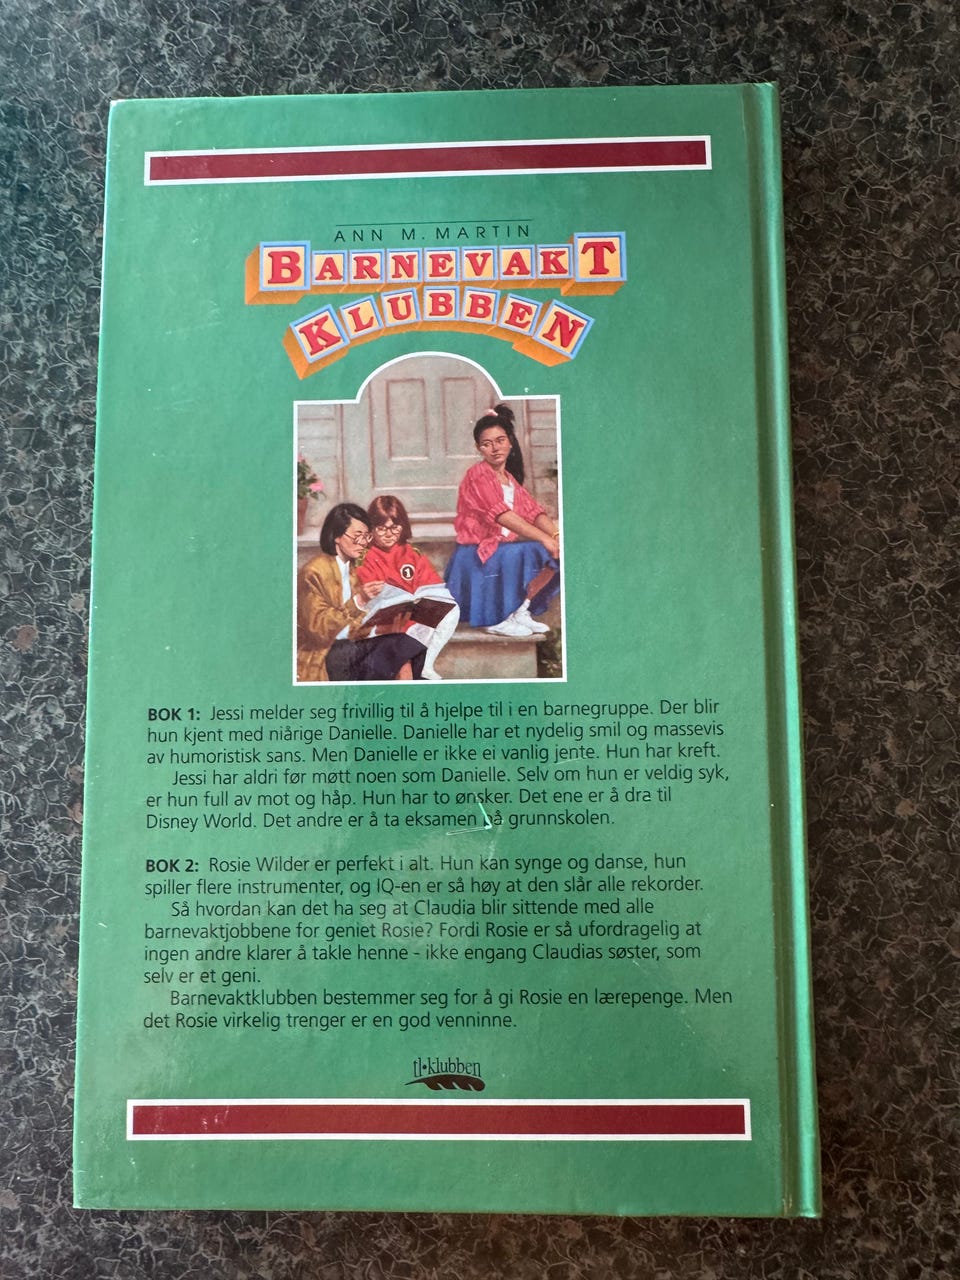 ANN M. MARTIN
BARNEVAKT
KLUBBEN
1
BOK 1: Jessi melder seg frivillig til å hjelpe til i en barnegruppe. Der blir
hun kjent med niårige Danielle. Danielle har et nydelig smil og massevis
av humoristisk sans. Men Danielle er ikke ei vanlig jente. Hun har kreft.
Jessi har aldri før møtt noen som Danielle. Selv om hun er veldig syk,
er hun full av mot og håp. Hun har to ønsker. Det ene er å dra til
Disney World. Det andre er å ta eksamen på grunnskolen.
BOK 2: Rosie Wilder er perfekt i alt. Hun kan synge og danse, hun
spiller flere instrumenter, og IQ-en er så høy at den slår alle rekorder.
Så hvordan kan det ha seg at Claudia blir sittende med alle
barnevaktjobbene for geniet Rosie? Fordi Rosie er så ufordragelig at
ingen andre klarer å takle henne - ikke engang Claudias søster, som
selv er et geni.
Barnevaktklubben bestemmer seg for å gi Rosie en lærepenge. Men
det Rosie virkelig trenger er en god venninne.
tl•klubben